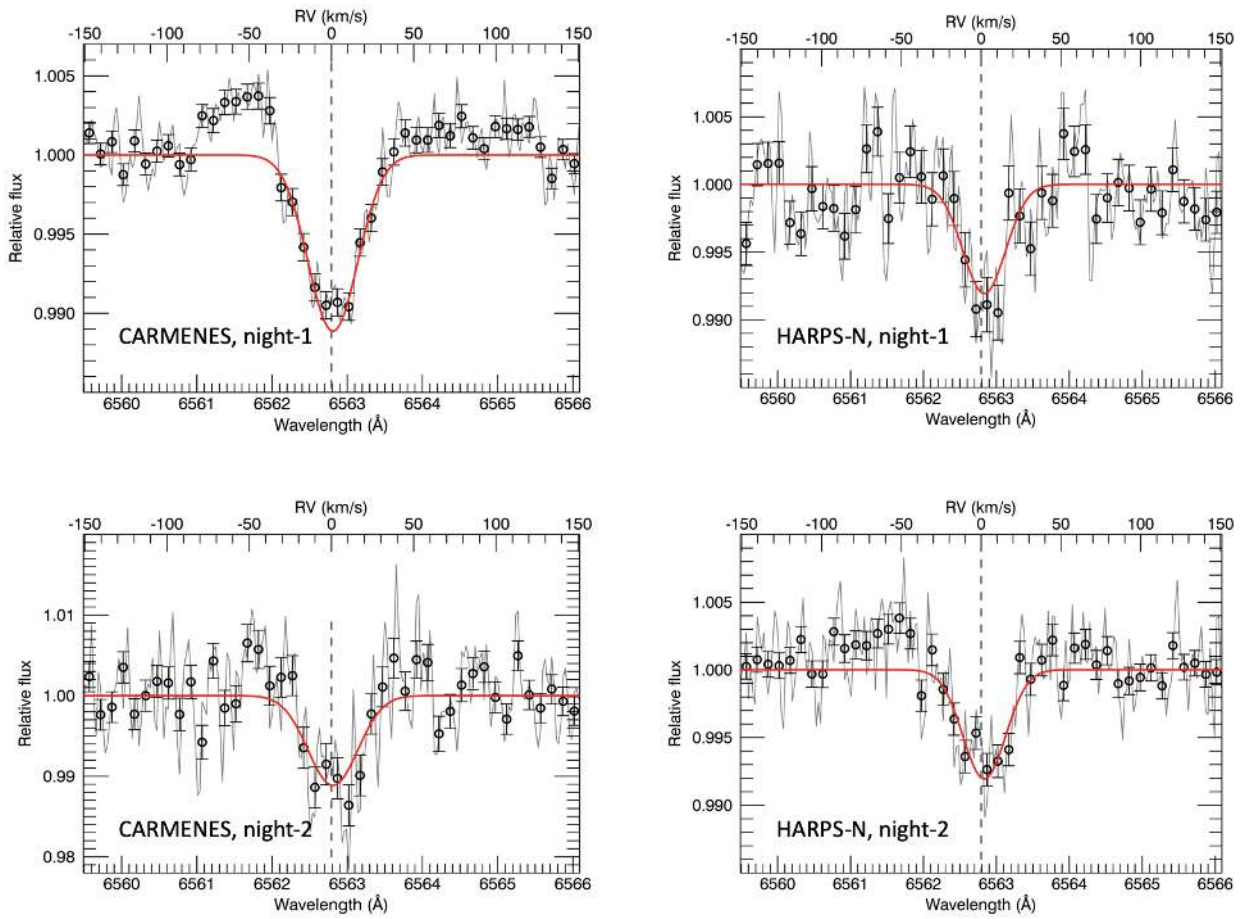 RV (km/s)
-150 -100 -50 0 50 100 150
1.005
1.000
0.995
0.990
Relative flux
CARMENES, night-1
6560 6561 6562 6563 6564 6565 6566
Wavelength (Å)
RV (km/s)
-150 -100 -50 0 50 100 150
1.005
1.000
0.995
0.990
Relative flux
HARPS-N, night-1
6560 6561 6562 6563 6564 6565 6566
Wavelength (Å)
RV (km/s)
-150 -100 -50 0 50 100 150
1.01
1.00
0.99
0.98
Relative flux
CARMENES, night-2
6560 6561 6562 6563 6564 6565 6566
Wavelength (Å)
RV (km/s)
-150 -100 -50 0 50 100 150
1.005
1.000
0.995
0.990
Relative flux
HARPS-N, night-2
6560 6561 6562 6563 6564 6565 6566
Wavelength (Å)